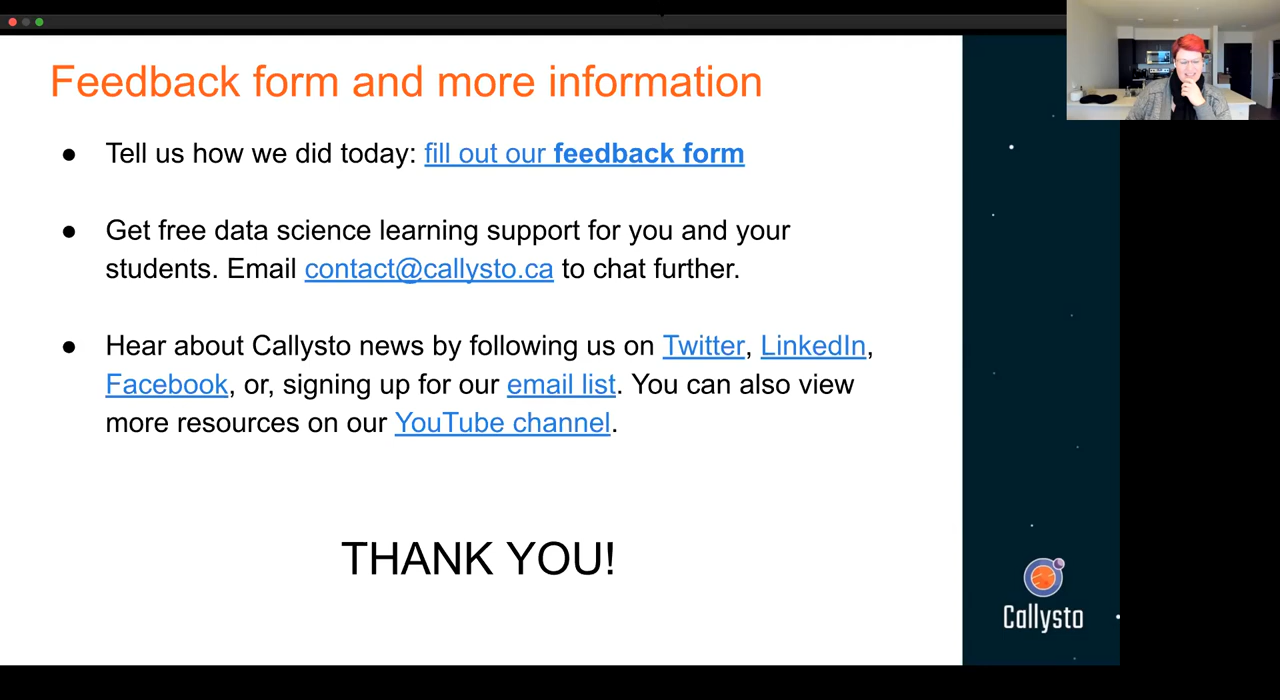 Feedback form and more information
● Tell us how we did today: fill out our feedback form
● Get free data science learning support for you and your
students. Email contact@callysto.ca to chat further.
● Hear about Callysto news by following us on Twitter, LinkedIn,
Facebook, or, signing up for our email list. You can also view
more resources on our YouTube channel.
THANK YOU!
Callysto